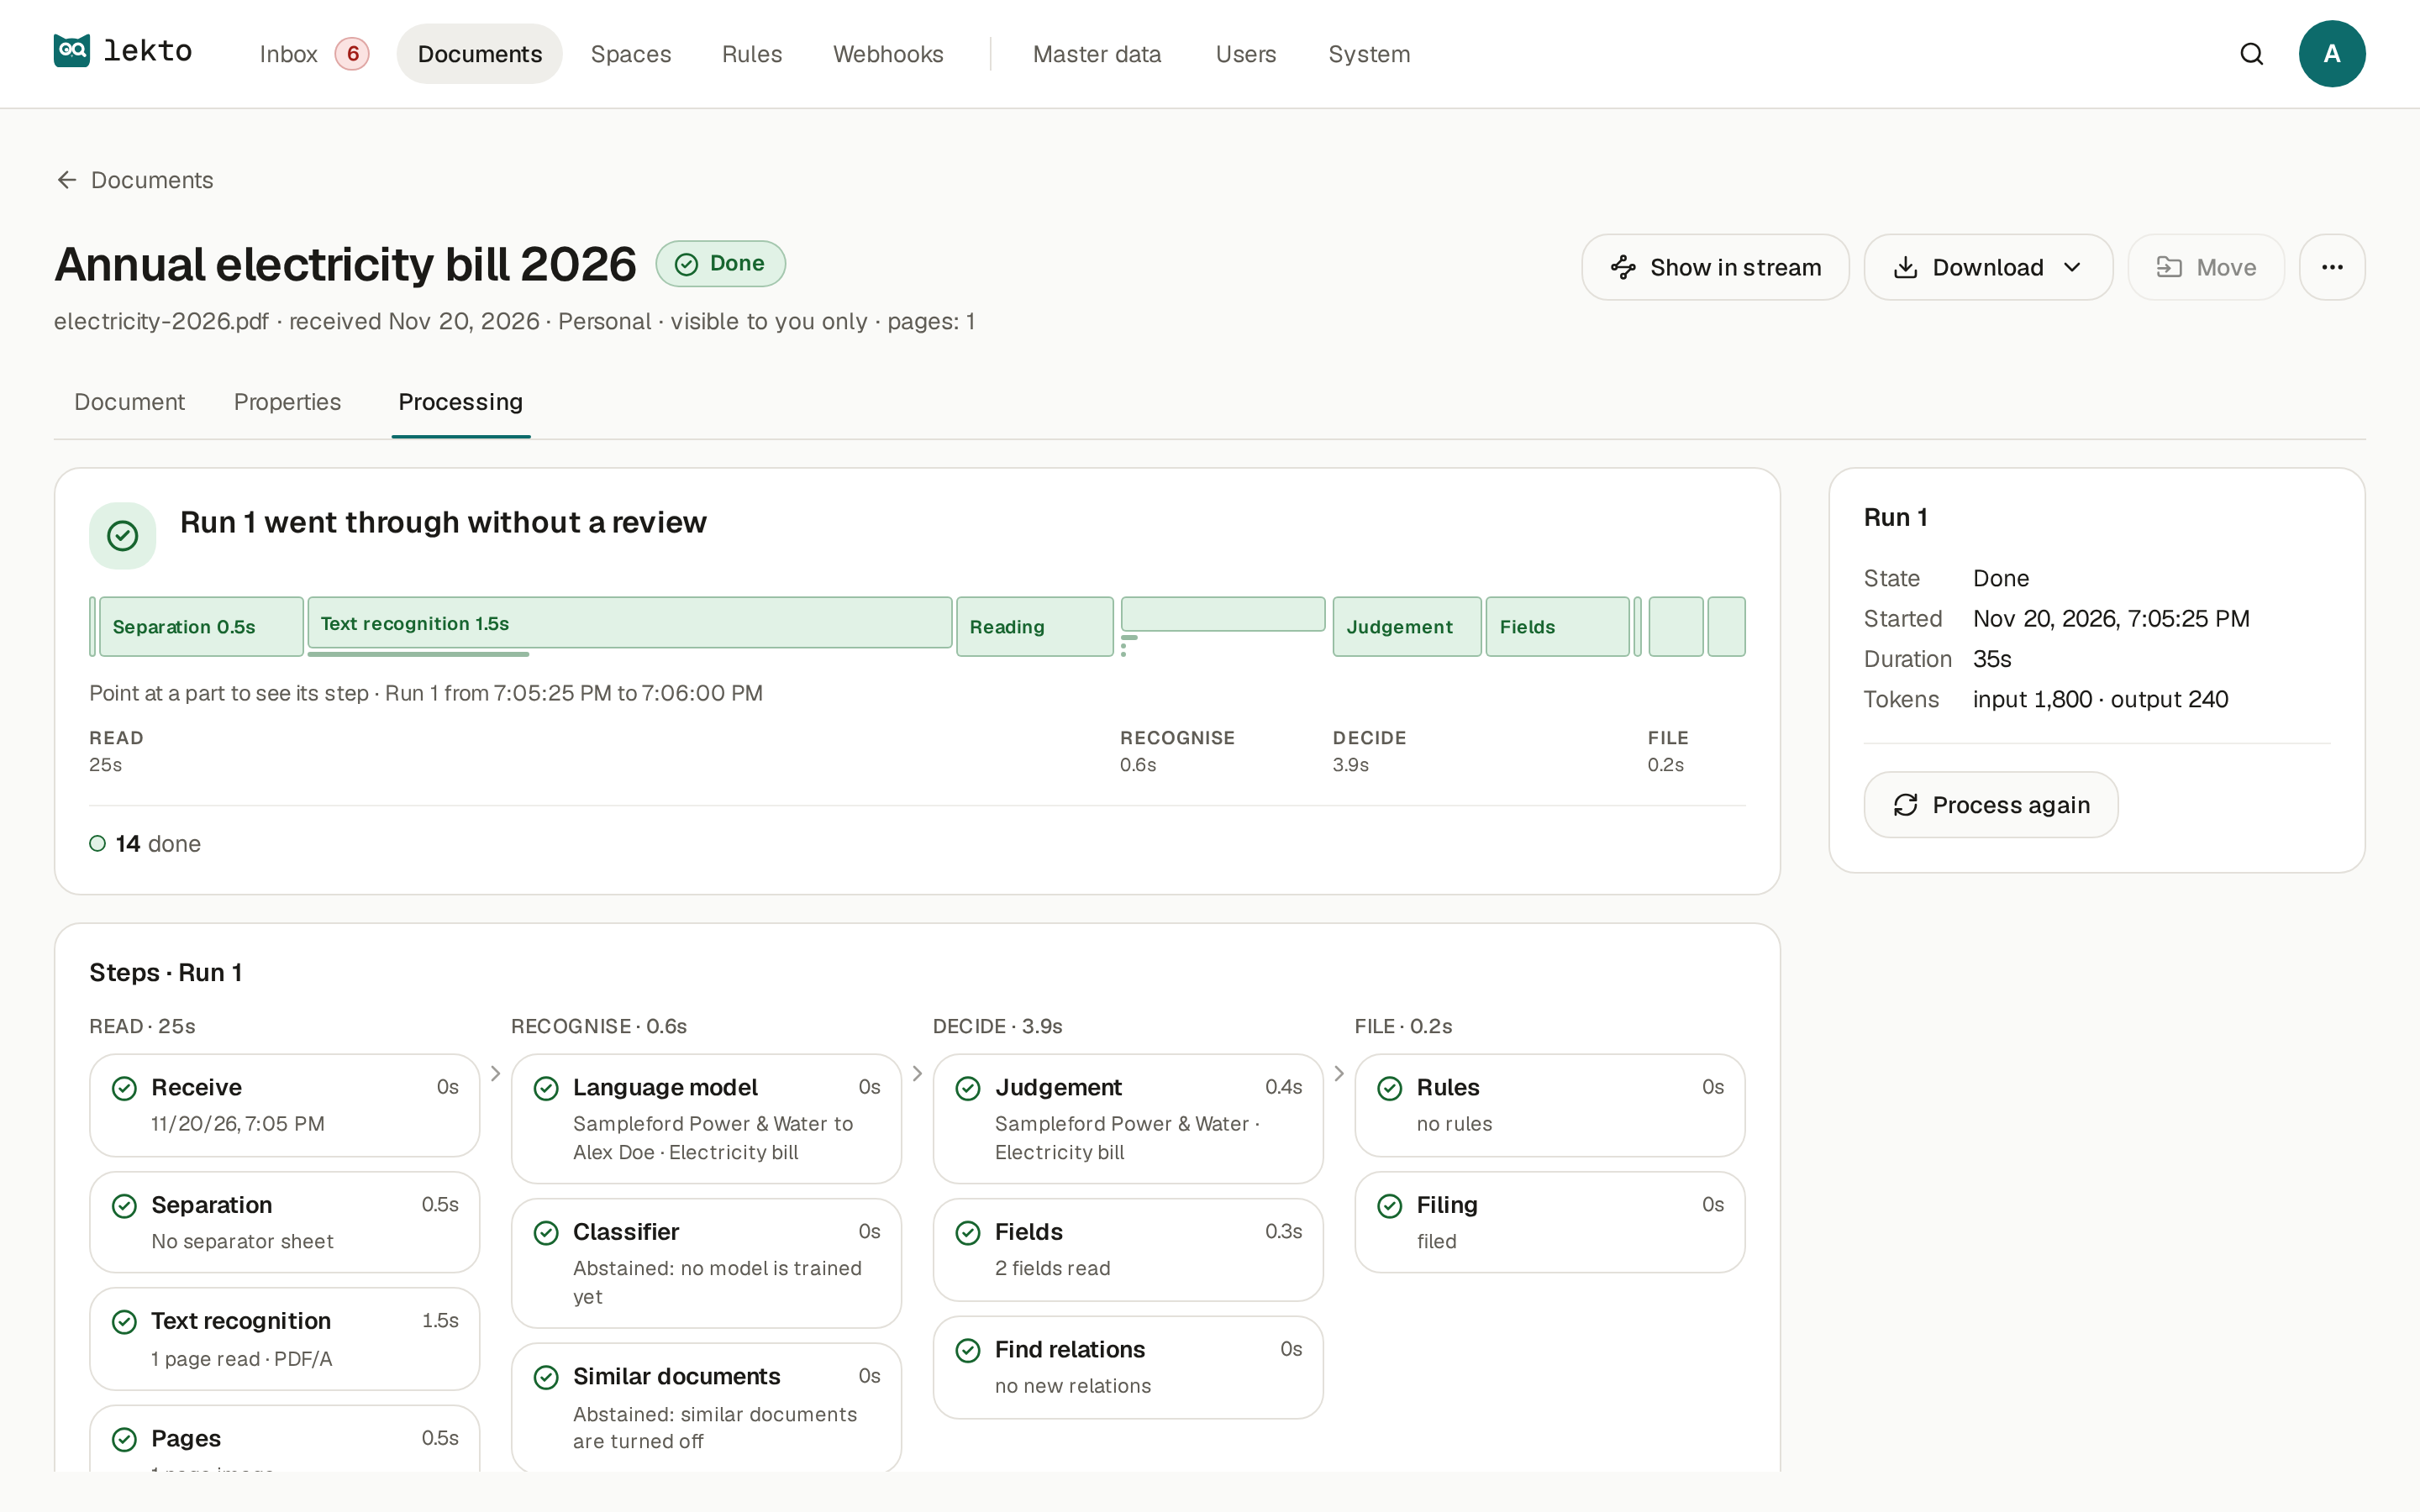 lekto
Inbox 6 Documents Spaces Rules Webhooks Master data Users System A
Documents
Annual electricity bill 2026 Done
Show in stream Download Move
electricity-2026.pdf · received Nov 20, 2026 · Personal · visible to you only · pages: 1
Document Properties Processing
Run 1 went through without a review
Separation 0.5s Text recognition 1.5s Reading Judgement Fields
Point at a part to see its step · Run 1 from 7:05:25 PM to 7:06:00 PM
READ RECOGNISE DECIDE FILE
25s 0.6s 3.9s 0.2s
14 done
Run 1
State Done
Started Nov 20, 2026, 7:05:25 PM
Duration 35s
Tokens input 1,800 · output 240
Process again
Steps · Run 1
READ · 25s
Receive 0s
11/20/26, 7:05 PM
Separation 0.5s
No separator sheet
Text recognition 1.5s
1 page read · PDF/A
Pages 0.5s
RECOGNISE · 0.6s
Language model 0s
Sampleford Power & Water to
Alex Doe · Electricity bill
Classifier 0s
Abstained: no model is trained
yet
Similar documents 0s
Abstained: similar documents
are turned off
DECIDE · 3.9s
Judgement 0.4s
Sampleford Power & Water ·
Electricity bill
Fields 0.3s
2 fields read
Find relations 0s
no new relations
FILE · 0.2s
Rules 0s
no rules
Filing 0s
filed